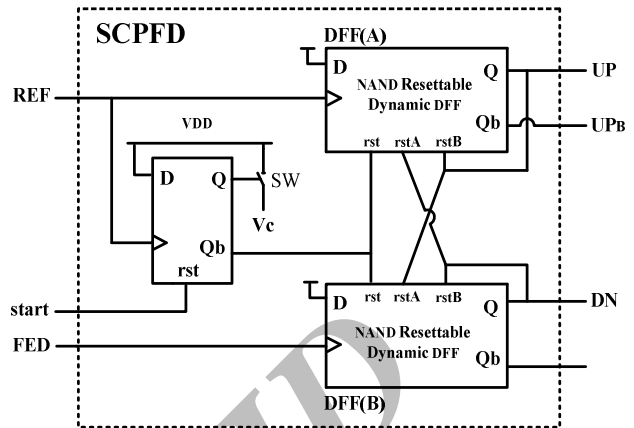 SCPFD
DFF(A)
D
NAND Resettable
Dynamic DFF
Q
Qb
rst rstA rstB
UP
UPB
REF
VDD
D Q
SW
Vc
Qb
rst
start
FED
rst rstA rstB
D
NAND Resettable
Dynamic DFF
Q
Qb
DN
DFF(B)